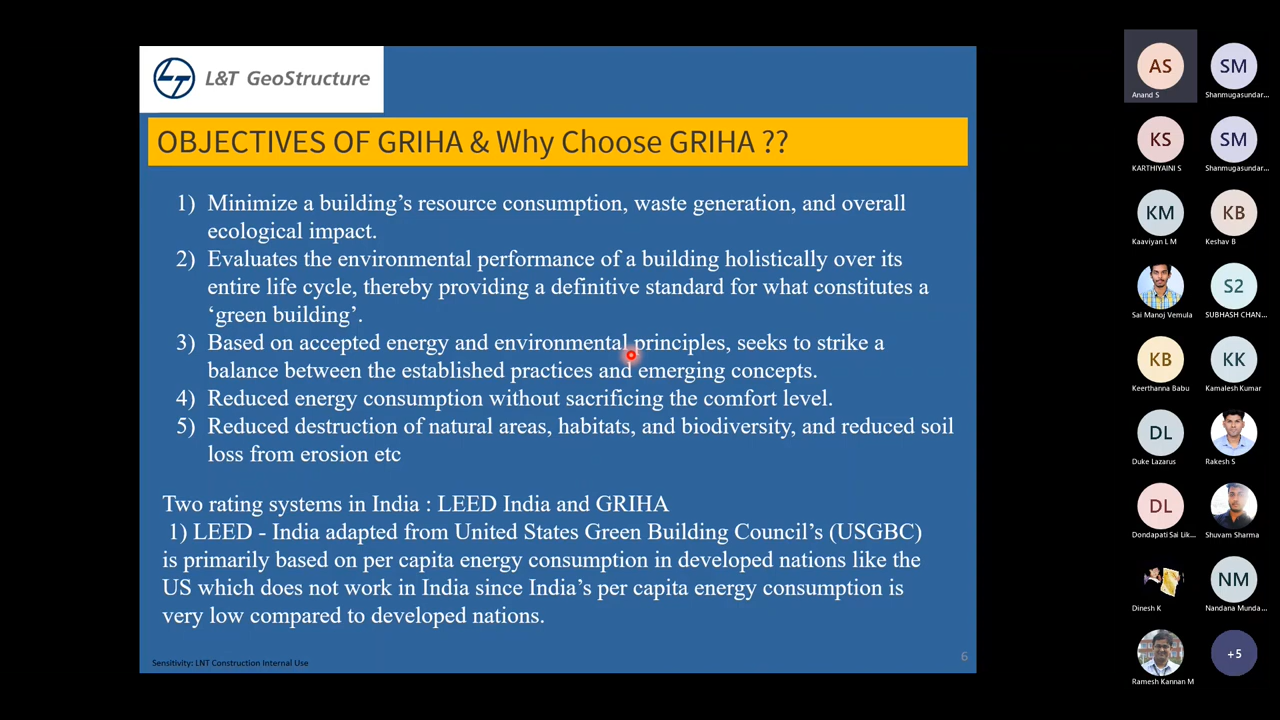 L&T GeoStructure
OBJECTIVES OF GRIHA & Why Choose GRIHA ??
1) Minimize a building's resource consumption, waste generation, and overall
ecological impact.
2) Evaluates the environmental performance of a building holistically over its
entire life cycle, thereby providing a definitive standard for what constitutes a
‘green building’.
3) Based on accepted energy and environmental principles, seeks to strike a
balance between the established practices and emerging concepts.
4) Reduced energy consumption without sacrificing the comfort level.
5) Reduced destruction of natural areas, habitats, and biodiversity, and reduced soil
loss from erosion etc
Two rating systems in India : LEED India and GRIHA
1) LEED - India adapted from United States Green Building Council's (USGBC)
is primarily based on per capita energy consumption in developed nations like the
US which does not work in India since India's per capita energy consumption is
very low compared to developed nations.
Sensitivity: LNT Construction Internal Use
6
AS
SM
Anand S
Shanmugasundar...
KS
SM
KARTHIYAINI S
Shanmugasundar...
KM
KB
Kaaviyan L M
Keshav B
S2
Sai Manoj Vemula
SUBHASH CHAN...
KB
KK
Keerthanna Babu
Kamalesh Kumar
DL
Duke Lazarus
Rakesh S
DL
Dondapati Sai Lik...
Shuvam Sharma
NM
Dinesh K
Nandana Munda...
+5
Ramesh Kannan M